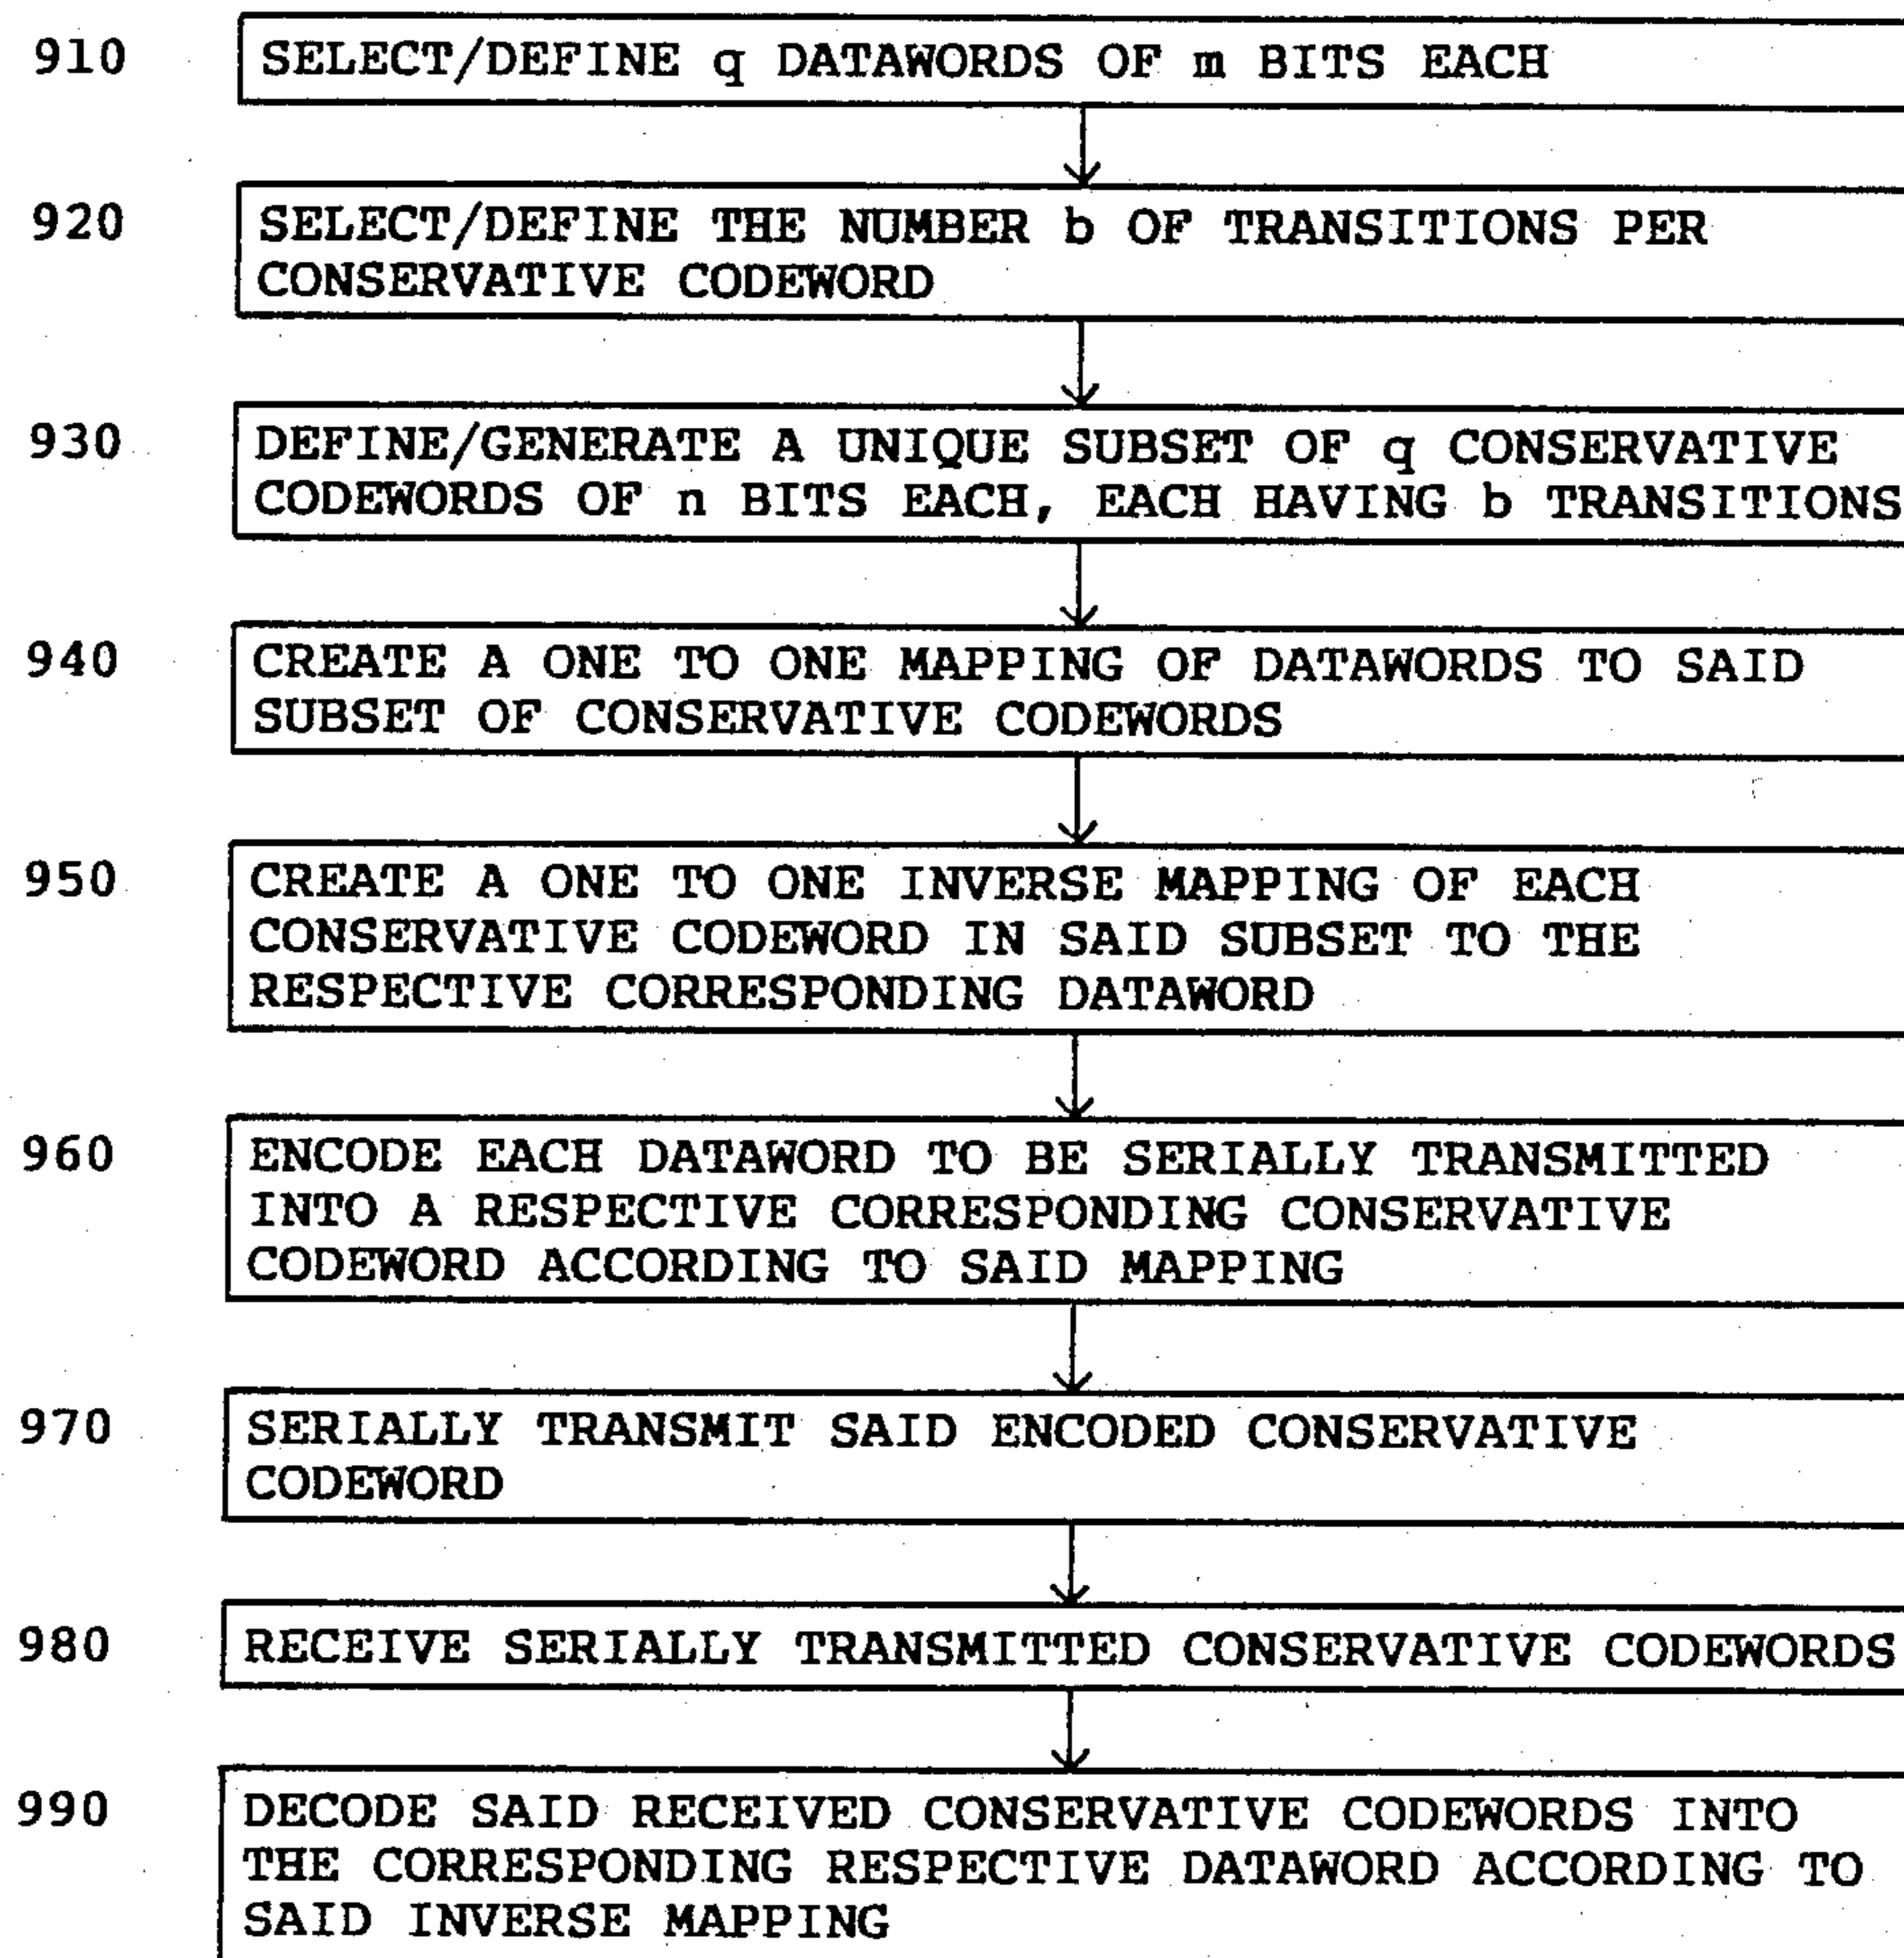 910 SELECT/DEFINE q DATAWORDS OF m BITS EACH
920 SELECT/DEFINE THE NUMBER b OF TRANSITIONS PER
CONSERVATIVE CODEWORD
930 DEFINE/GENERATE A UNIQUE SUBSET OF q CONSERVATIVE
CODEWORDS OF n BITS EACH, EACH HAVING b TRANSITIONS
940 CREATE A ONE TO ONE MAPPING OF DATAWORDS TO SAID
SUBSET OF CONSERVATIVE CODEWORDS
950 CREATE A ONE TO ONE INVERSE MAPPING OF EACH
CONSERVATIVE CODEWORD IN SAID SUBSET TO THE
RESPECTIVE CORRESPONDING DATAWORD
960 ENCODE EACH DATAWORD TO BE SERIALLY TRANSMITTED
INTO A RESPECTIVE CORRESPONDING CONSERVATIVE
CODEWORD ACCORDING TO SAID MAPPING
970 SERIALLY TRANSMIT SAID ENCODED CONSERVATIVE
CODEWORD
980 RECEIVE SERIALLY TRANSMITTED CONSERVATIVE CODEWORDS
990 DECODE SAID RECEIVED CONSERVATIVE CODEWORDS INTO
THE CORRESPONDING RESPECTIVE DATAWORD ACCORDING TO
SAID INVERSE MAPPING